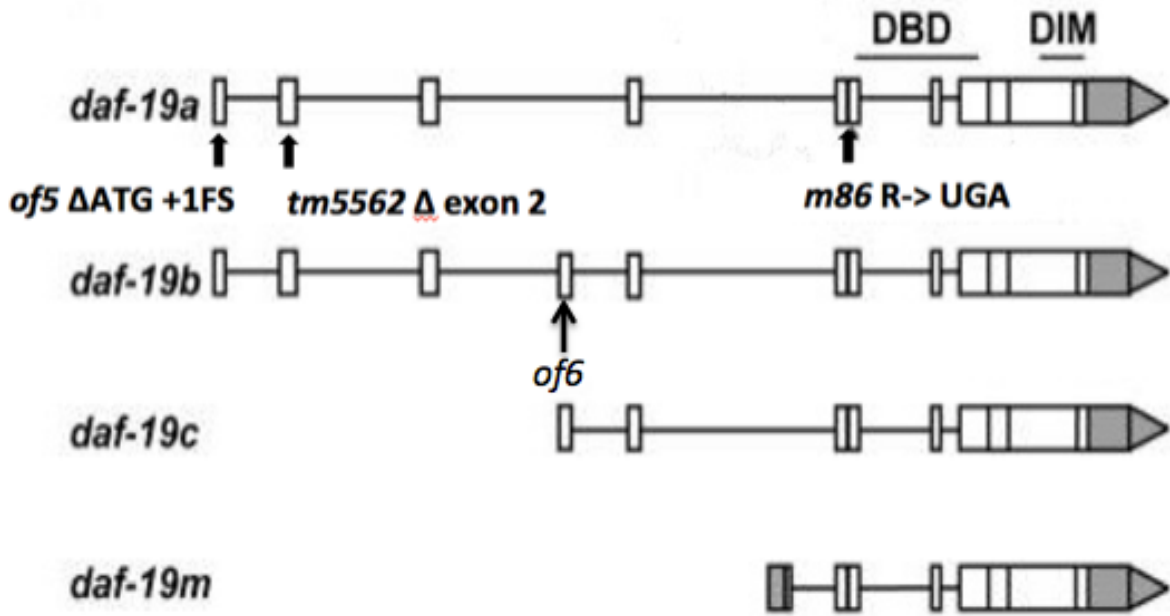 DBD DIM
daf-19a
of5 ΔATG +1FS tm5562 Δ exon 2 m86 R-> UGA
daf-19b
of6
daf-19c
daf-19m